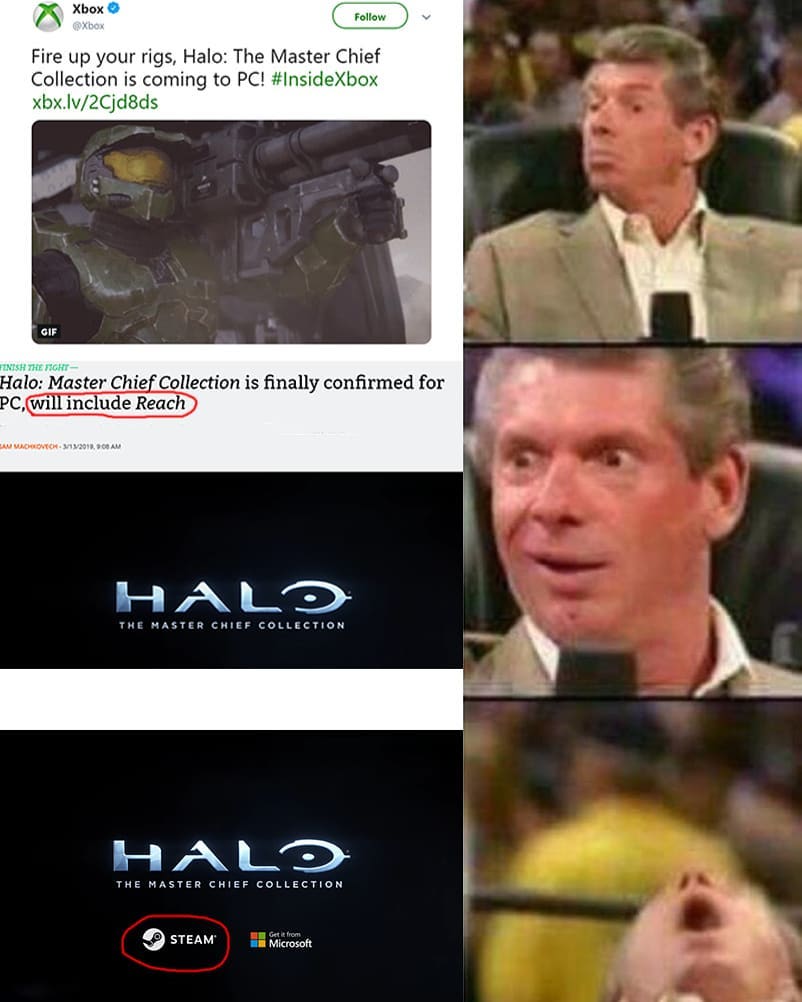 Xbox
@Xbox
Follow
Fire up your rigs, Halo: The Master Chief
Collection is coming to PC! #InsideXbox
xbx.lv/2Cjd8ds
GIF
FINISH THE FIGHT —
Halo: Master Chief Collection is finally confirmed for
PC, will include Reach
SAM MACHKOVECH - 3/13/2019, 9:08 AM
HALO
THE MASTER CHIEF COLLECTION
HALO
THE MASTER CHIEF COLLECTION
STEAM
Get it from
Microsoft